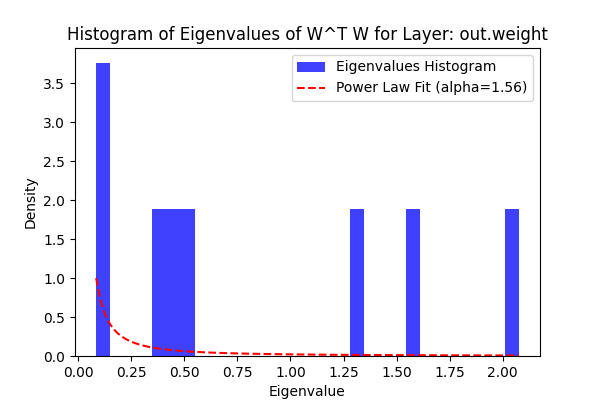 Histogram of Eigenvalues of W^T W for Layer: out.weight
Eigenvalues Histogram
Power Law Fit (alpha=1.56)
Density
3.5
3.0
2.5
2.0
1.5
1.0
0.5
0.0
0.00 0.25 0.50 0.75 1.00 1.25 1.50 1.75 2.00
Eigenvalue